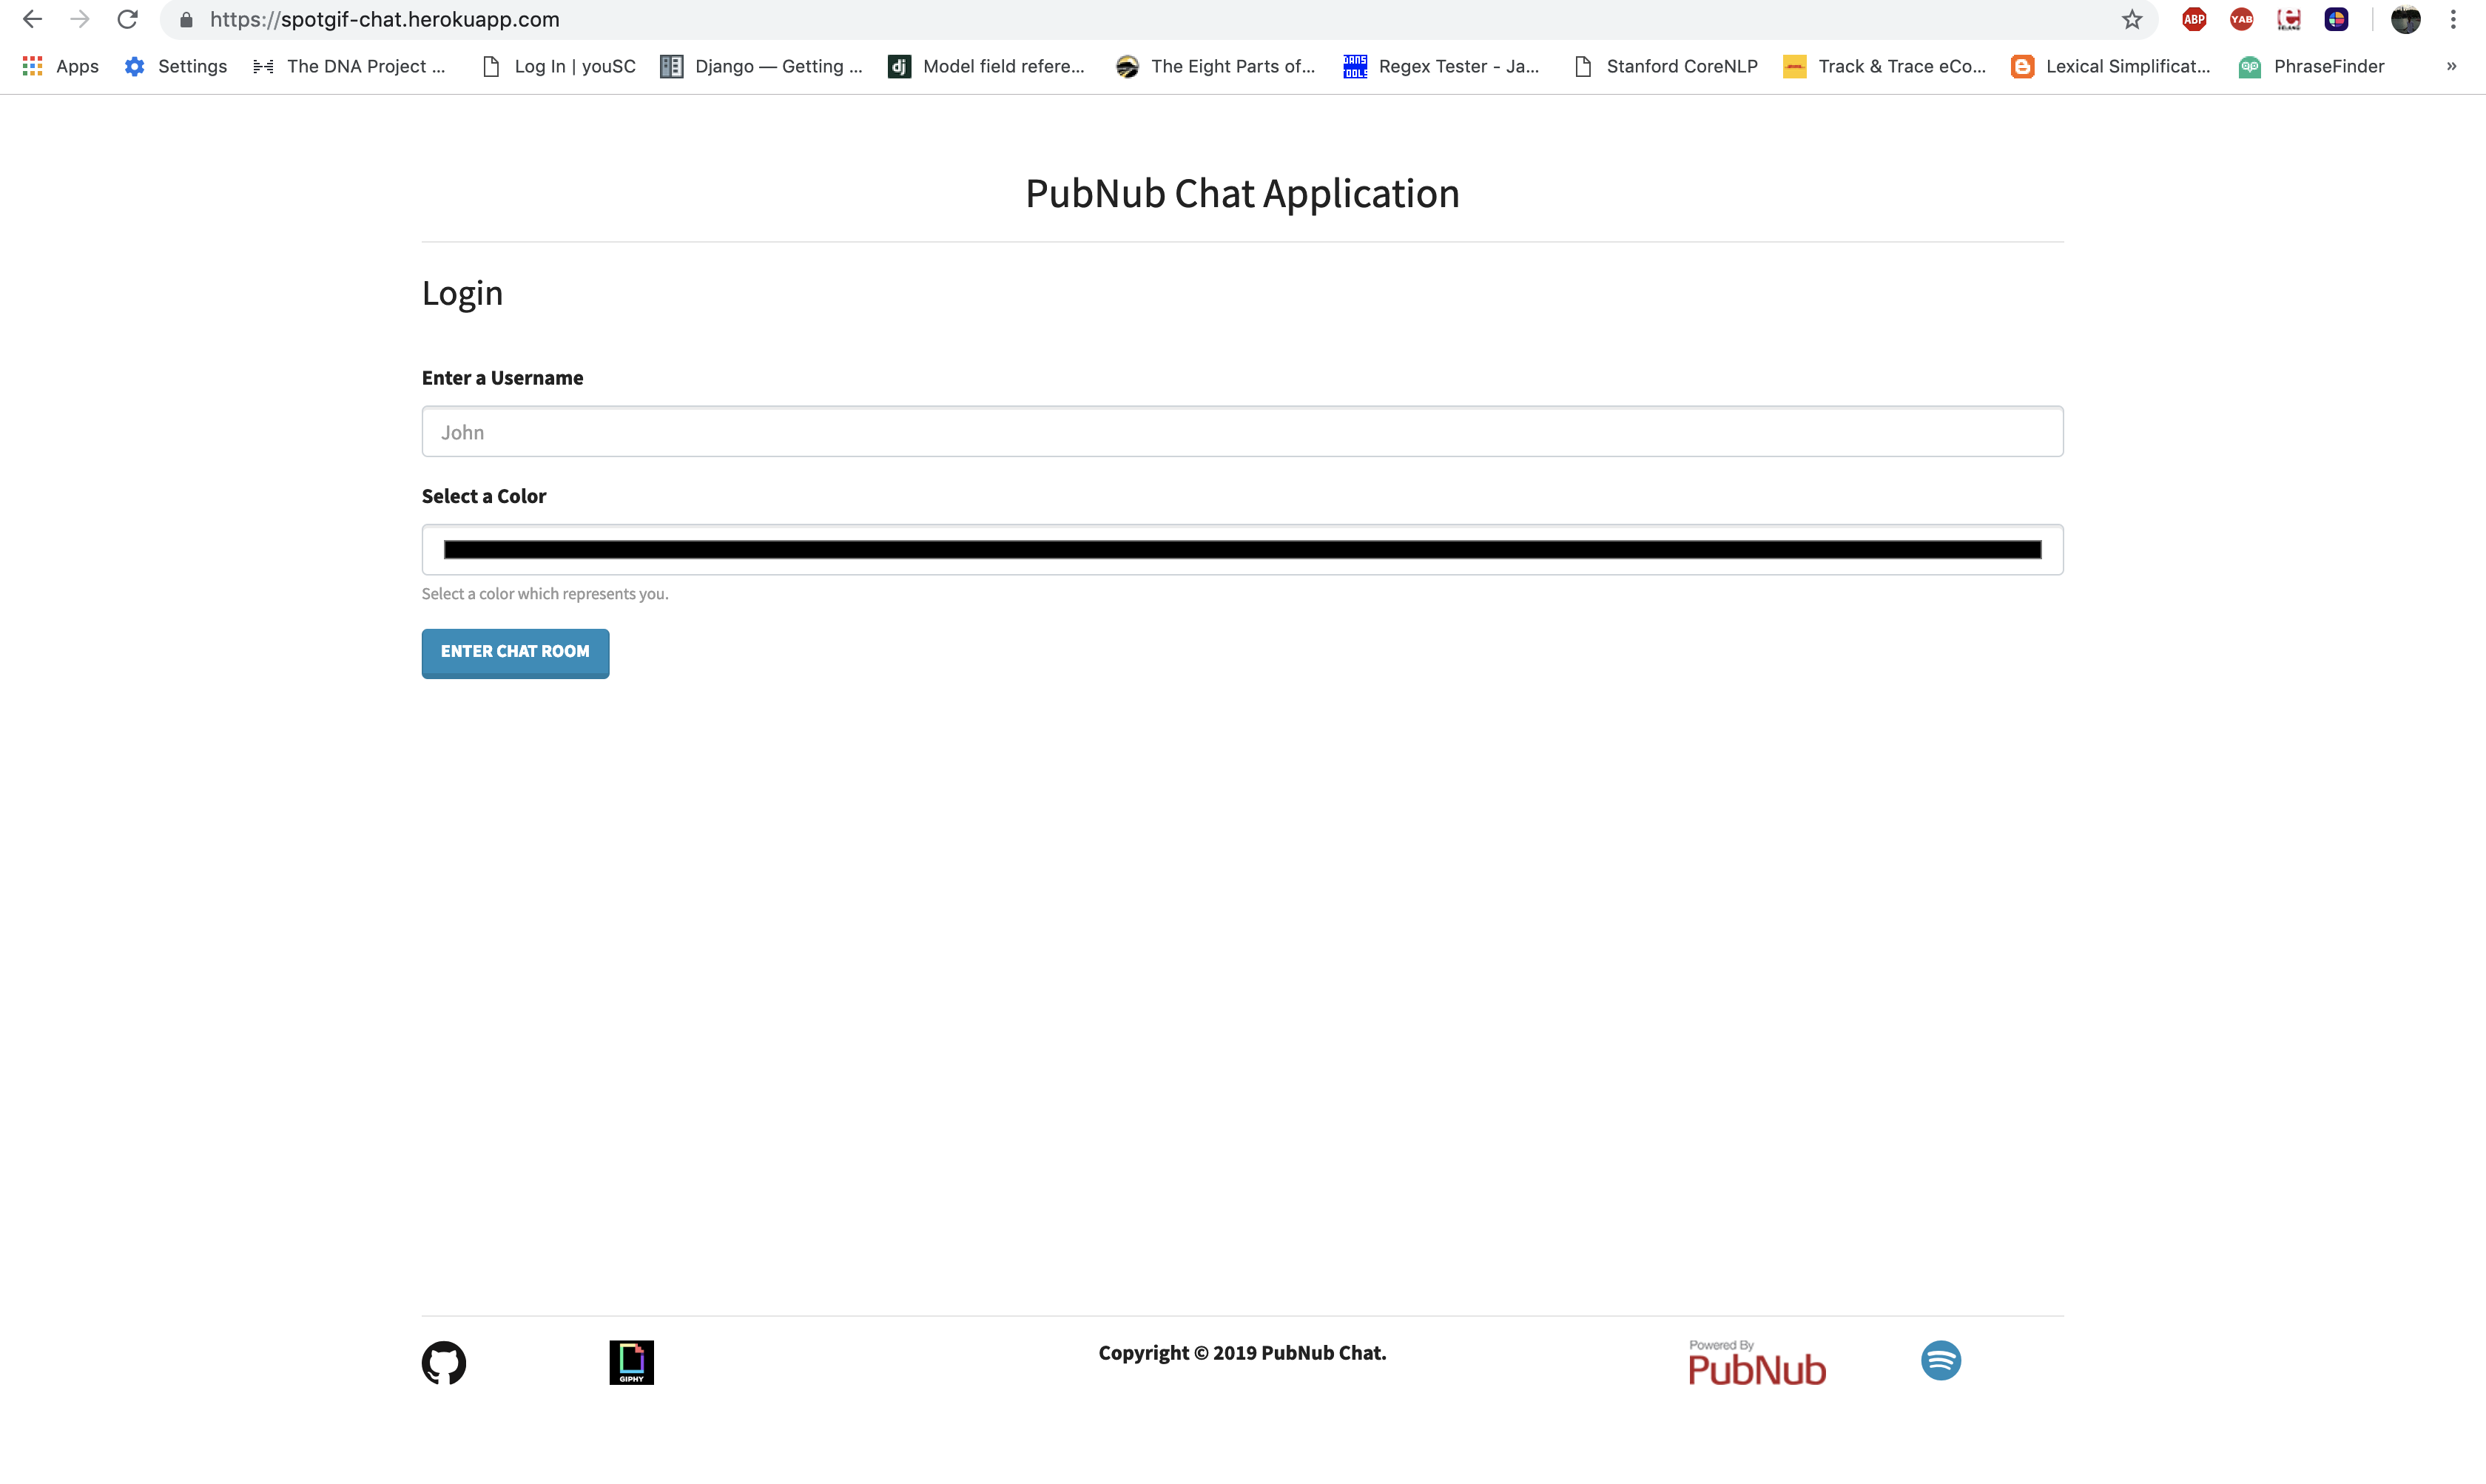 https://spotgif-chat.herokuapp.com
ABP
YAB
Apps
Settings
The DNA Project ...
Log In | youSC
Django — Getting ...
dj
Model field refere...
The Eight Parts of...
DANS
TOOLS
Regex Tester - Ja...
Stanford CoreNLP
Track & Trace eCo...
Lexical Simplificat...
PhraseFinder
»
PubNub Chat Application
Login
Enter a Username
John
Select a Color
Select a color which represents you.
ENTER CHAT ROOM
GIPHY
Copyright © 2019 PubNub Chat.
Powered By
PubNub